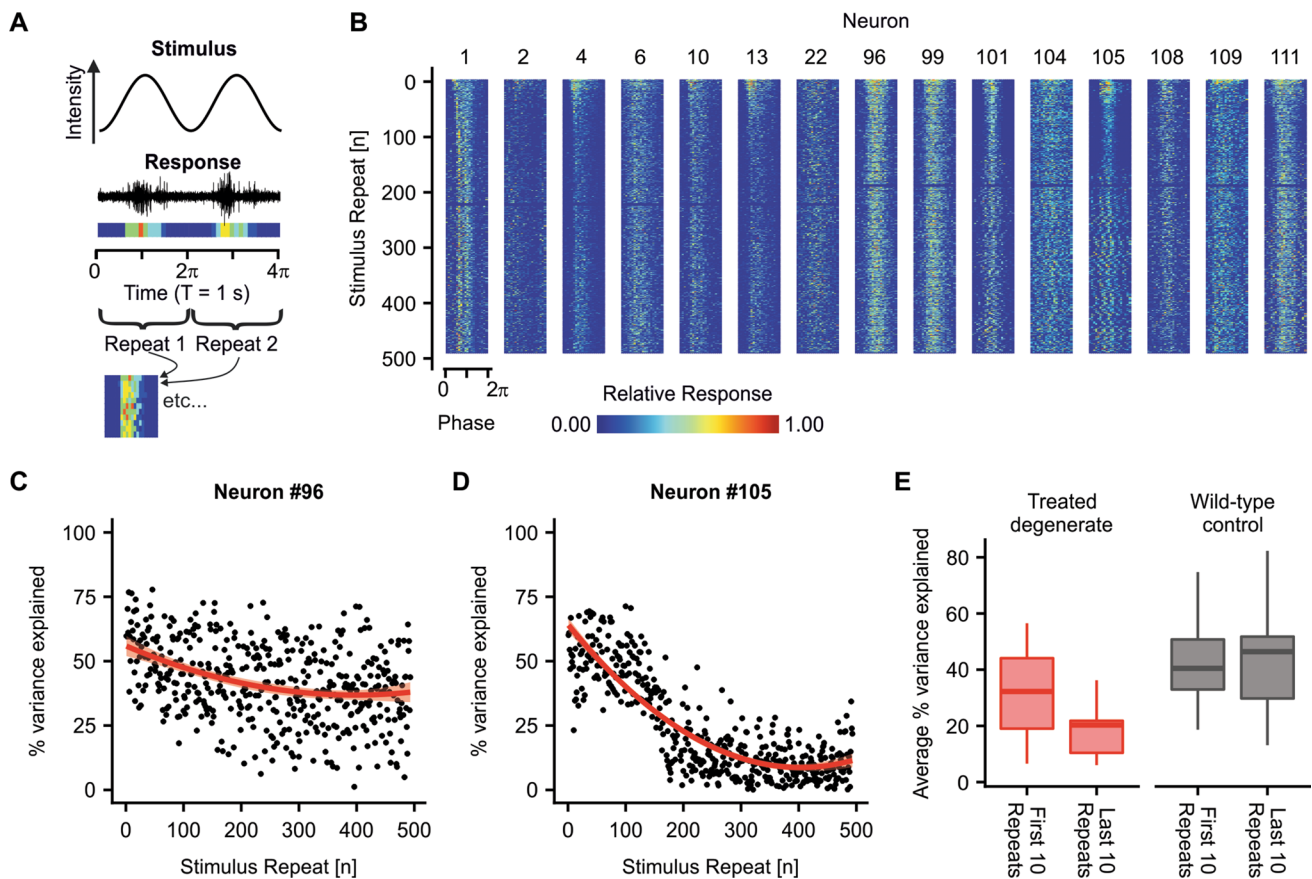 A
Stimulus
Intensity
Response
0 2π 4π
Time (T = 1 s)
Repeat 1 Repeat 2
etc...
B
Neuron
1 2 4 6 10 13 22 96 99 101 104 105 108 109 111
Stimulus Repeat [n]
0
100
200
300
400
500
0 2π
Phase
Relative Response
0.00 1.00
C
Neuron #96
% variance explained
100
75
50
25
0
0 100 200 300 400 500
Stimulus Repeat [n]
D
Neuron #105
% variance explained
100
75
50
25
0
0 100 200 300 400 500
Stimulus Repeat [n]
E
Treated
degenerate
Wild-type
control
Average % variance explained
80
60
40
20
0
First 10
Repeats
Last 10
Repeats
First 10
Repeats
Last 10
Repeats